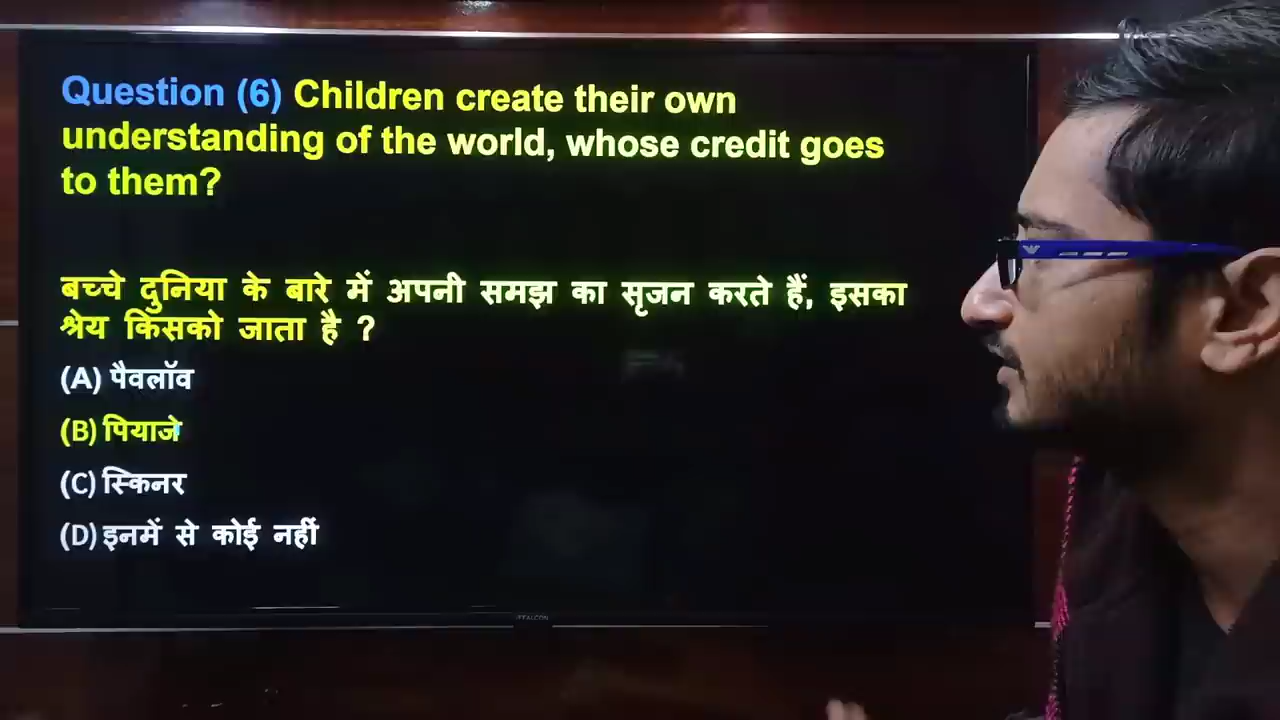 Question (6) Children create their own
understanding of the world, whose credit goes
to them?
बच्चे दुनिया के बारे में अपनी समझ का सृजन करते हैं, इसका
श्रेय किसको जाता है ?
(A) पैवलॉव
(B) पियाजे
(C) स्किनर
(D) इनमें से कोई नहीं
iFFALCON